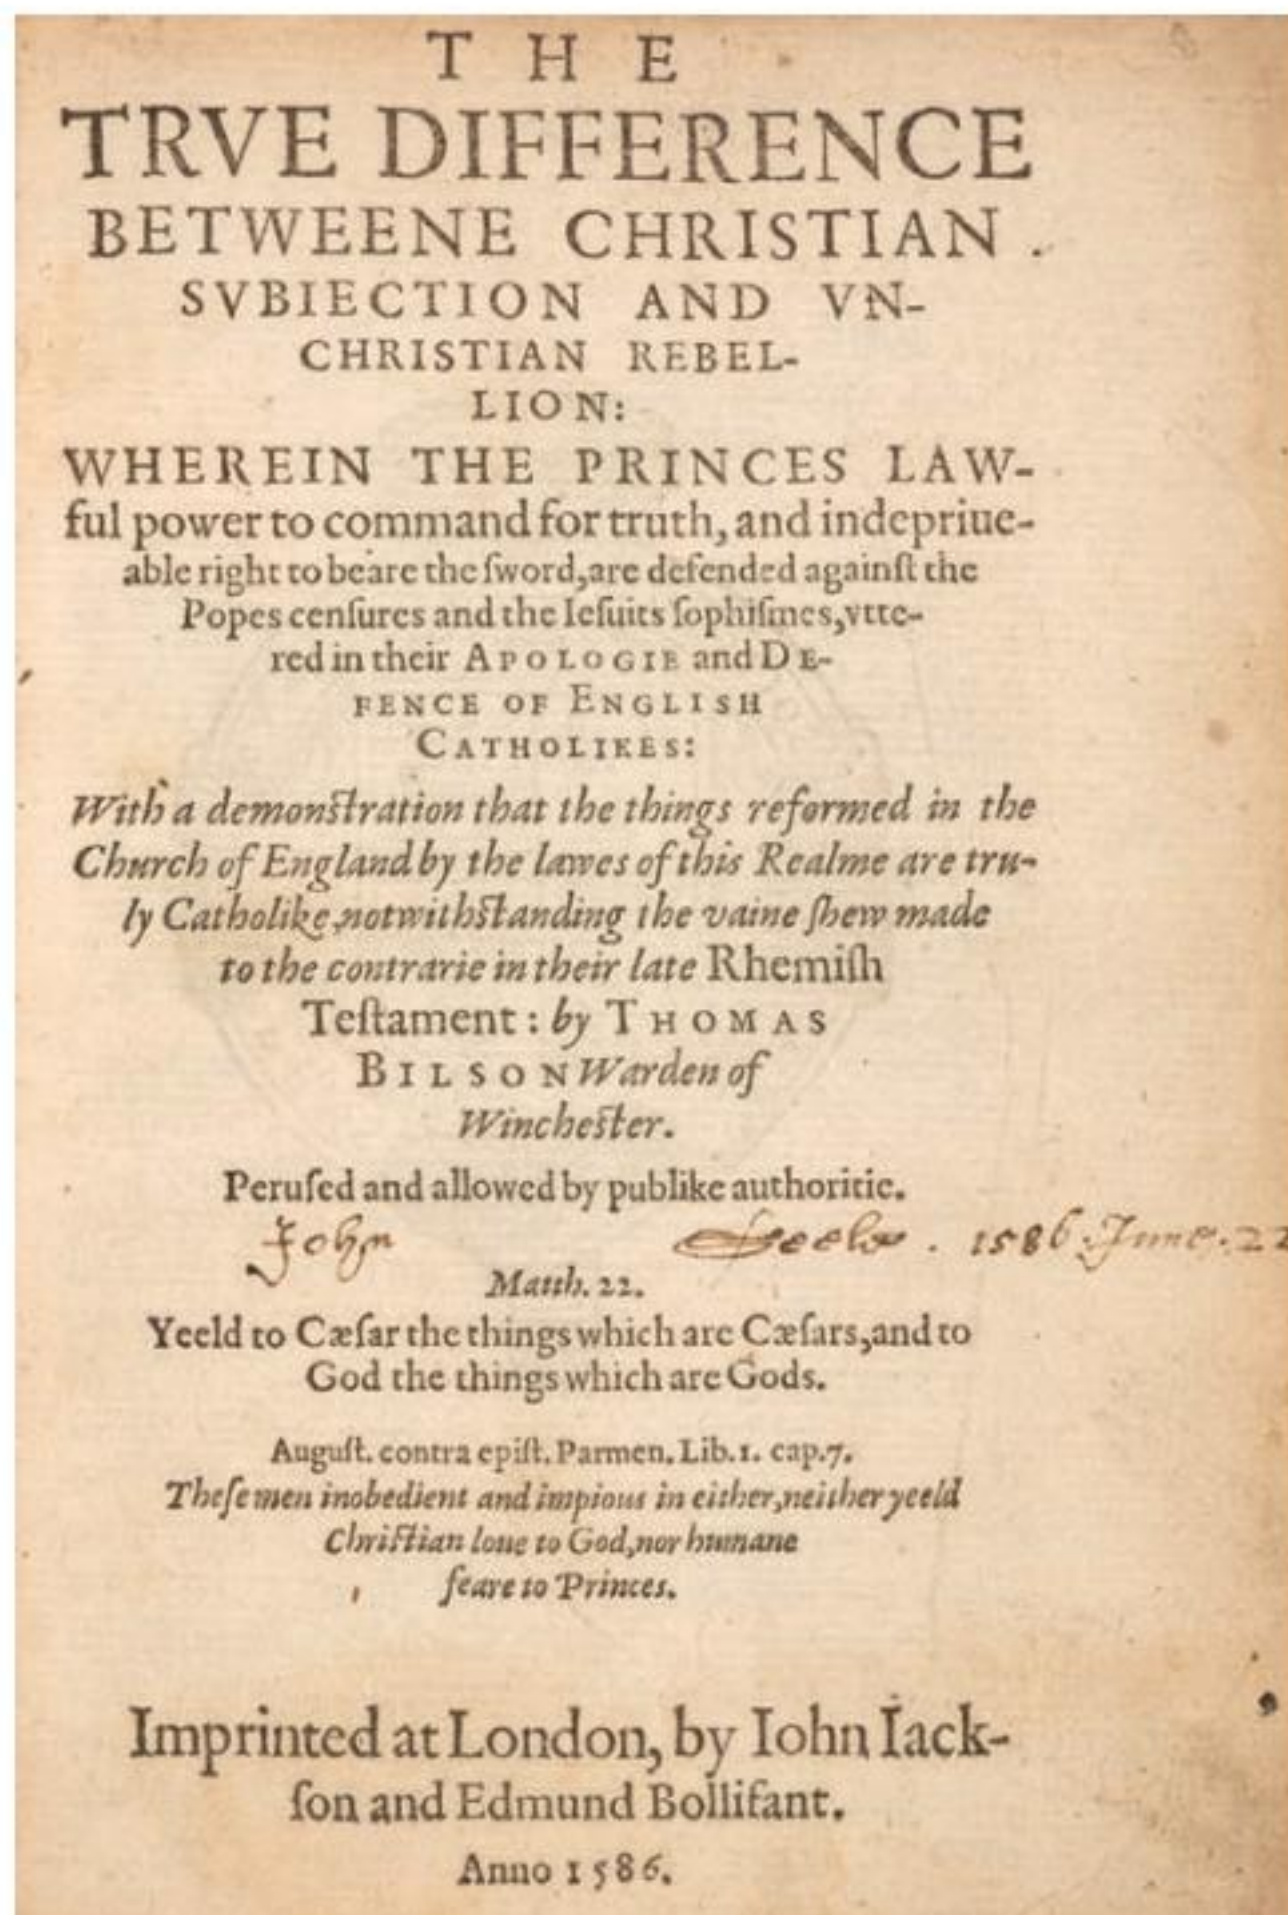 THE
TRVE DIFFERENCE
BETWEENE CHRISTIAN
SVBIECTION AND VN-
CHRISTIAN REBEL-
LION:
WHEREIN THE PRINCES LAW-
ful power to command for truth, and indepriue-
able right to beare the ſword, are defended againſt the
Popes cenſures and the Ieſuits ſophiſmes, vtte-
red in their APOLOGIE and DE-
FENCE OF ENGLISH
CATHOLIKES:
With a demonſtration that the things reformed in the
Church of England by the lawes of this Realme are tru-
ly Catholike, notwithſtanding the vaine ſhew made
to the contrarie in their late Rhemiſh
Teſtament: by THOMAS
BILSON Warden of
Wincheſter.
Peruſed and allowed by publike authoritie.
John 1586. June. 22
Matth. 22.
Yeeld to Cæſar the things which are Cæſars, and to
God the things which are Gods.
Auguſt. contra epiſt. Parmen. Lib. 1. cap. 7.
Theſe men inobedient and impious in either, neither yeeld
Chriſtian loue to God, nor humane
feare to Princes.
Imprinted at London, by Iohn Iack-
ſon and Edmund Bollifant.
Anno 1586.